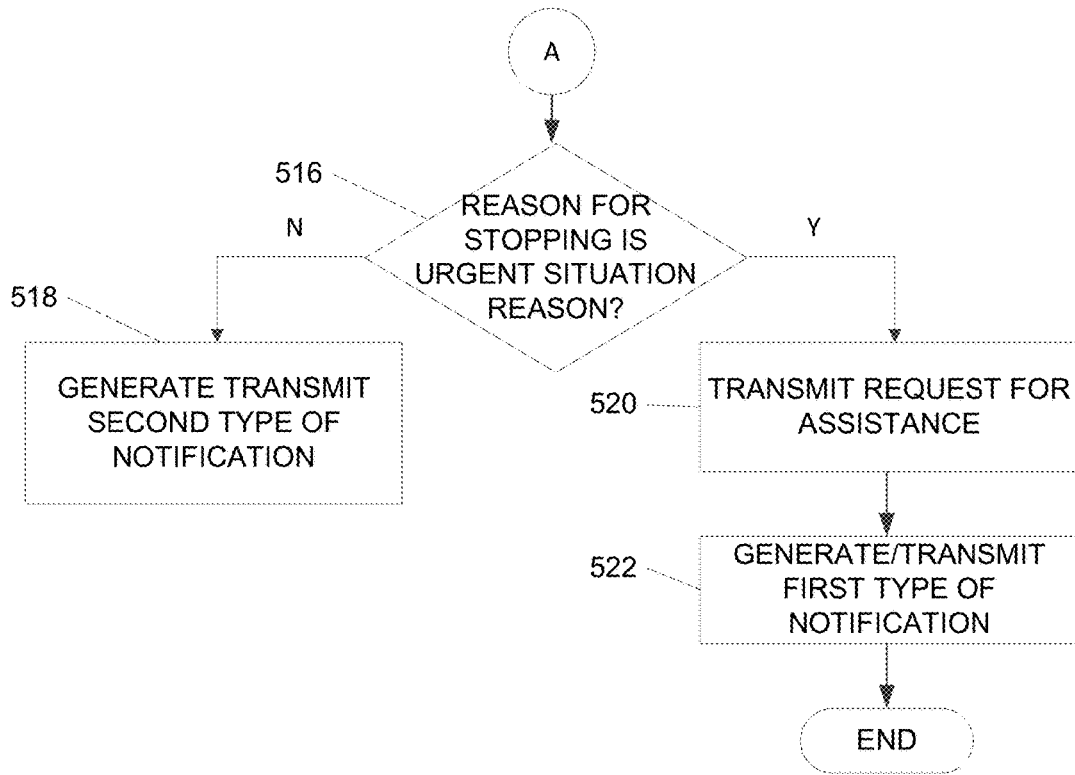 A
516
REASON FOR
STOPPING IS
URGENT SITUATION
REASON?
N
Y
518
GENERATE TRANSMIT
SECOND TYPE OF
NOTIFICATION
520
TRANSMIT REQUEST FOR
ASSISTANCE
522
GENERATE/TRANSMIT
FIRST TYPE OF
NOTIFICATION
END